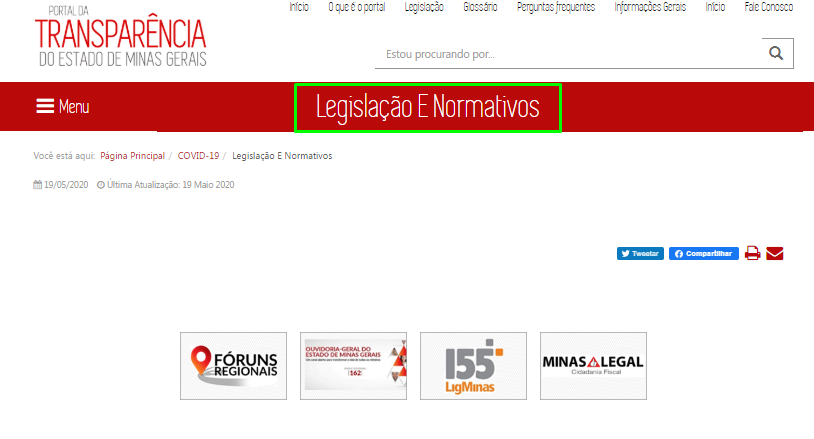 PORTAL DA
TRANSPARÊNCIA
DO ESTADO DE MINAS GERAIS
Início O que é o portal Legislação Glossário Perguntas frequentes Informações Gerais Início Fale Conosco
Estou procurando por...
Menu
Legislação E Normativos
Você está aqui: Página Principal / COVID-19 / Legislação E Normativos
19/05/2020 Última Atualização: 19 Maio 2020
Tweetar Compartilhar
FÓRUNS
REGIONAIS
OUVIDORIA-GERAL DO
ESTADO DE MINAS GERAIS
162
155
LigMinas
MINAS LEGAL
Cidadania Fiscal